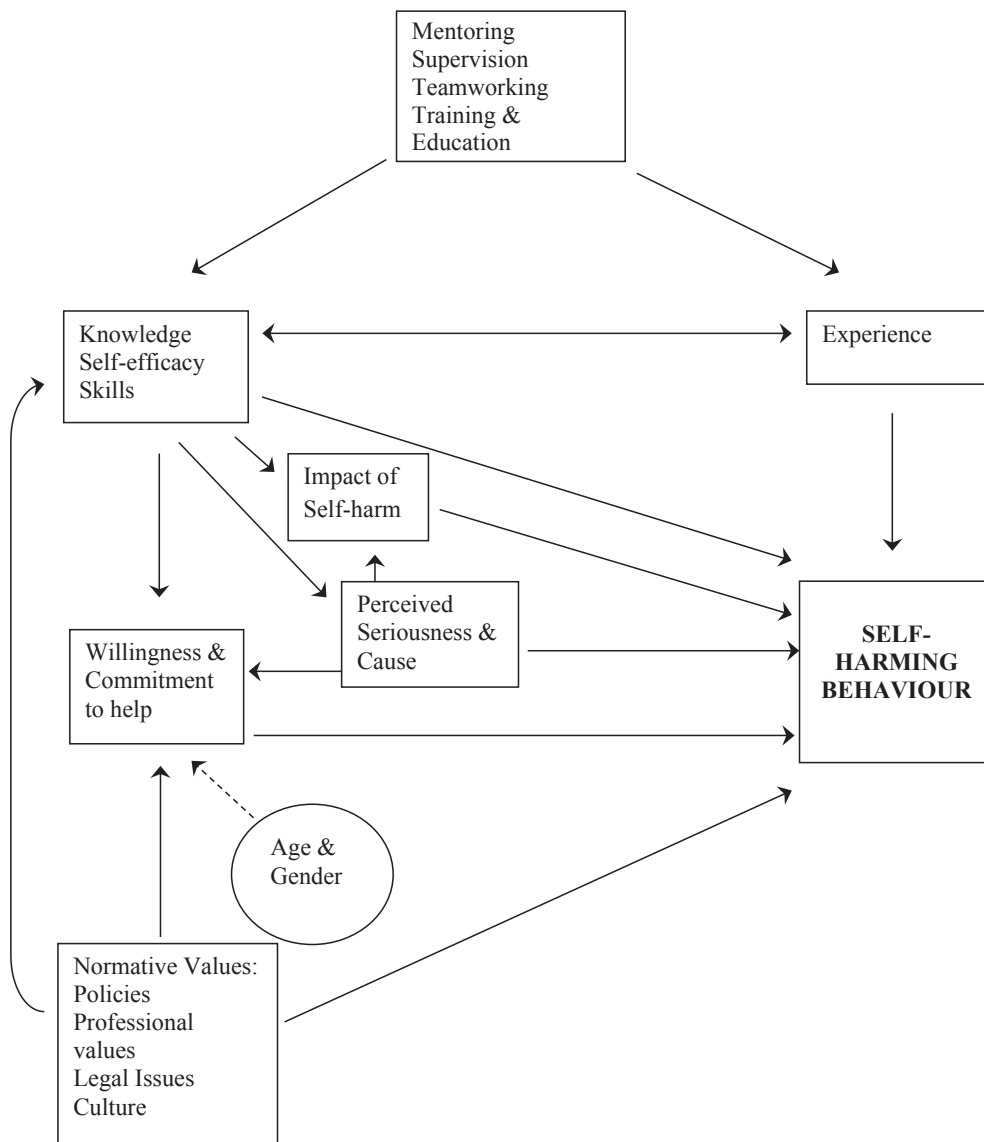 Mentoring
Supervision
Teamworking
Training &
Education
Knowledge
Self-efficacy
Skills
Experience
Impact of
Self-harm
Perceived
Seriousness &
Cause
Willingness &
Commitment
to help
SELF-
HARMING
BEHAVIOUR
Age &
Gender
Normative Values:
Policies
Professional
values
Legal Issues
Culture